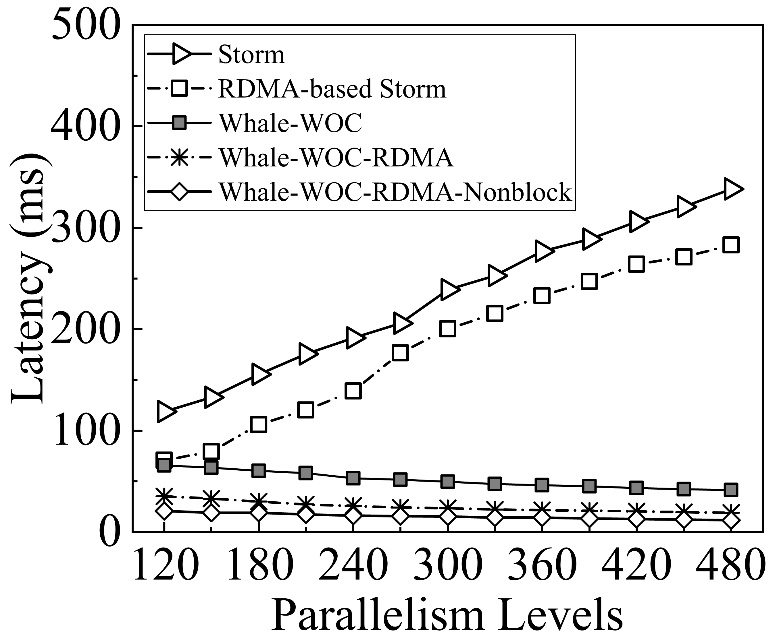 500
400
300
200
100
0
Latency (ms)
Storm
RDMA-based Storm
Whale-WOC
Whale-WOC-RDMA
Whale-WOC-RDMA-Nonblock
120 180 240 300 360 420 480
Parallelism Levels